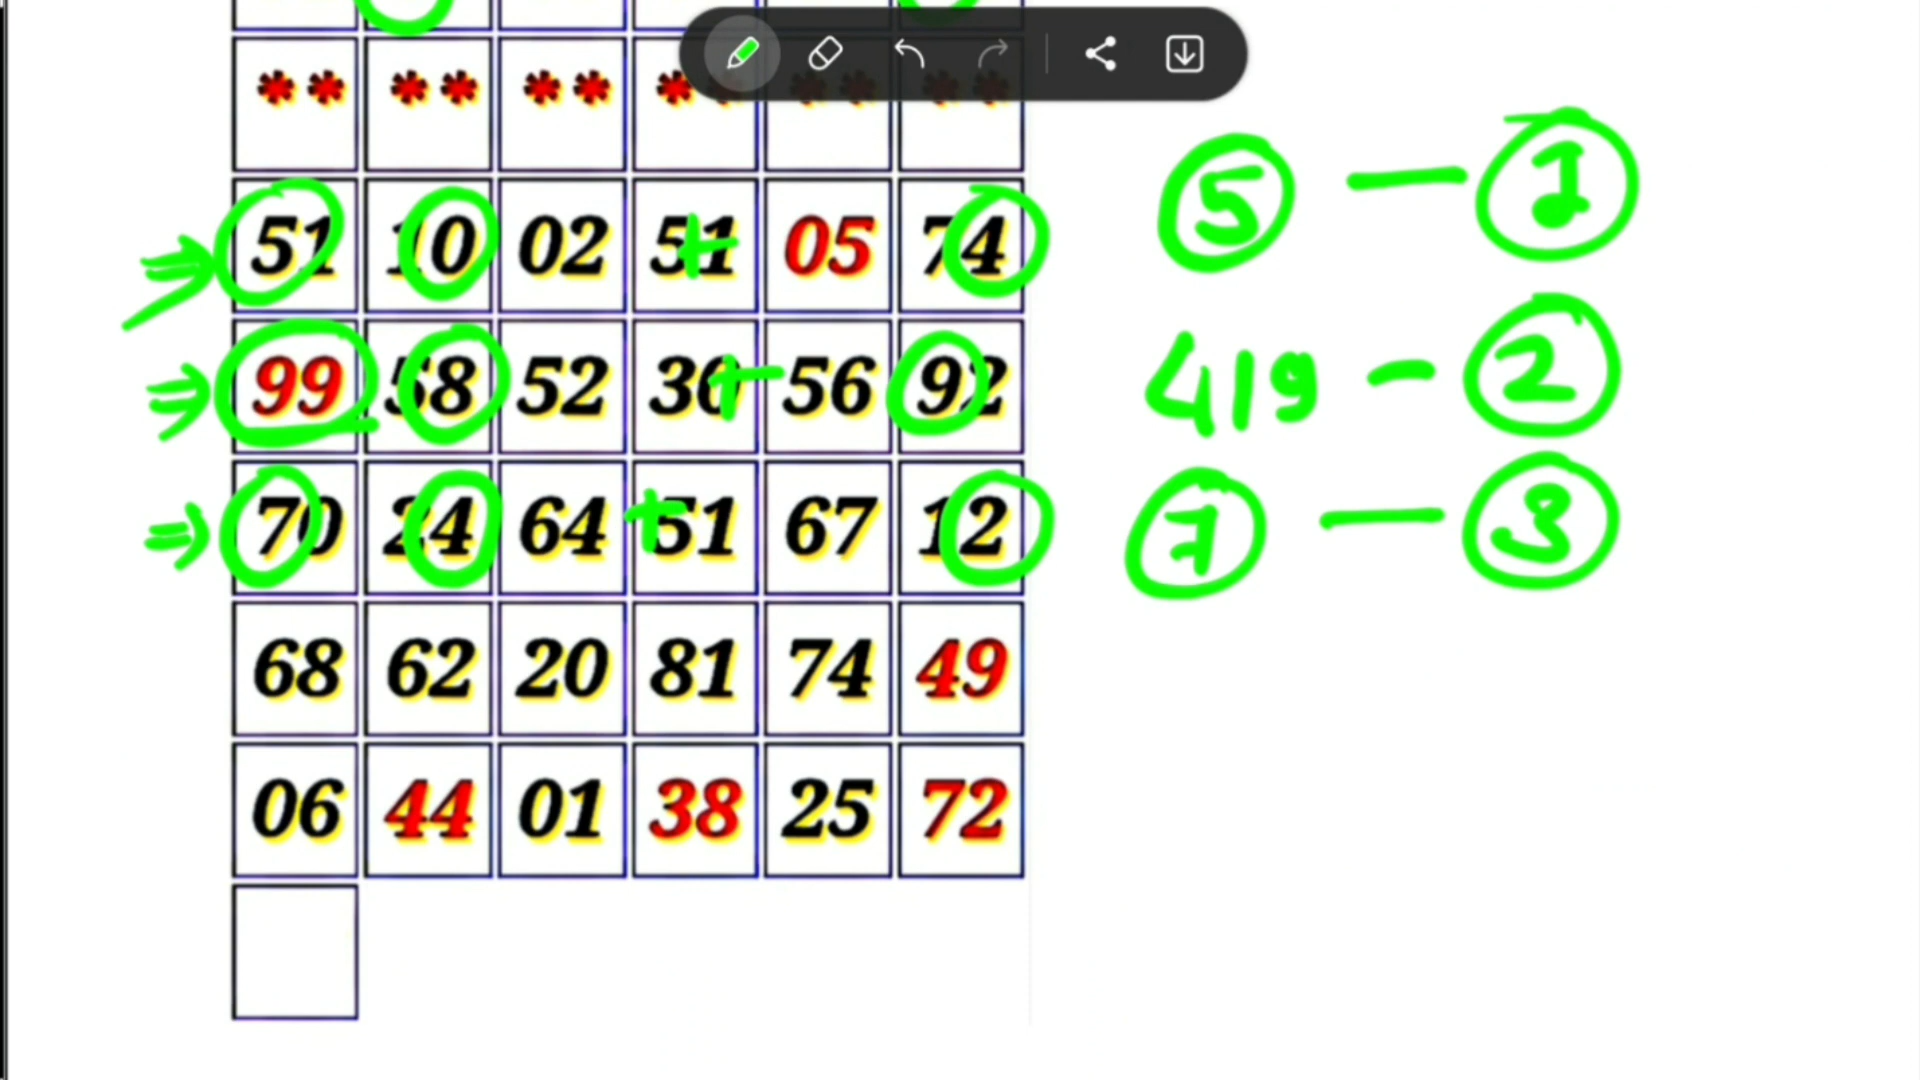 ** ** ** ** ** **
51 10 02 51 05 74 5 — 1
99 58 52 36 56 92 419 - 2
70 24 64 51 67 12 7 — 3
68 62 20 81 74 49
06 44 01 38 25 72